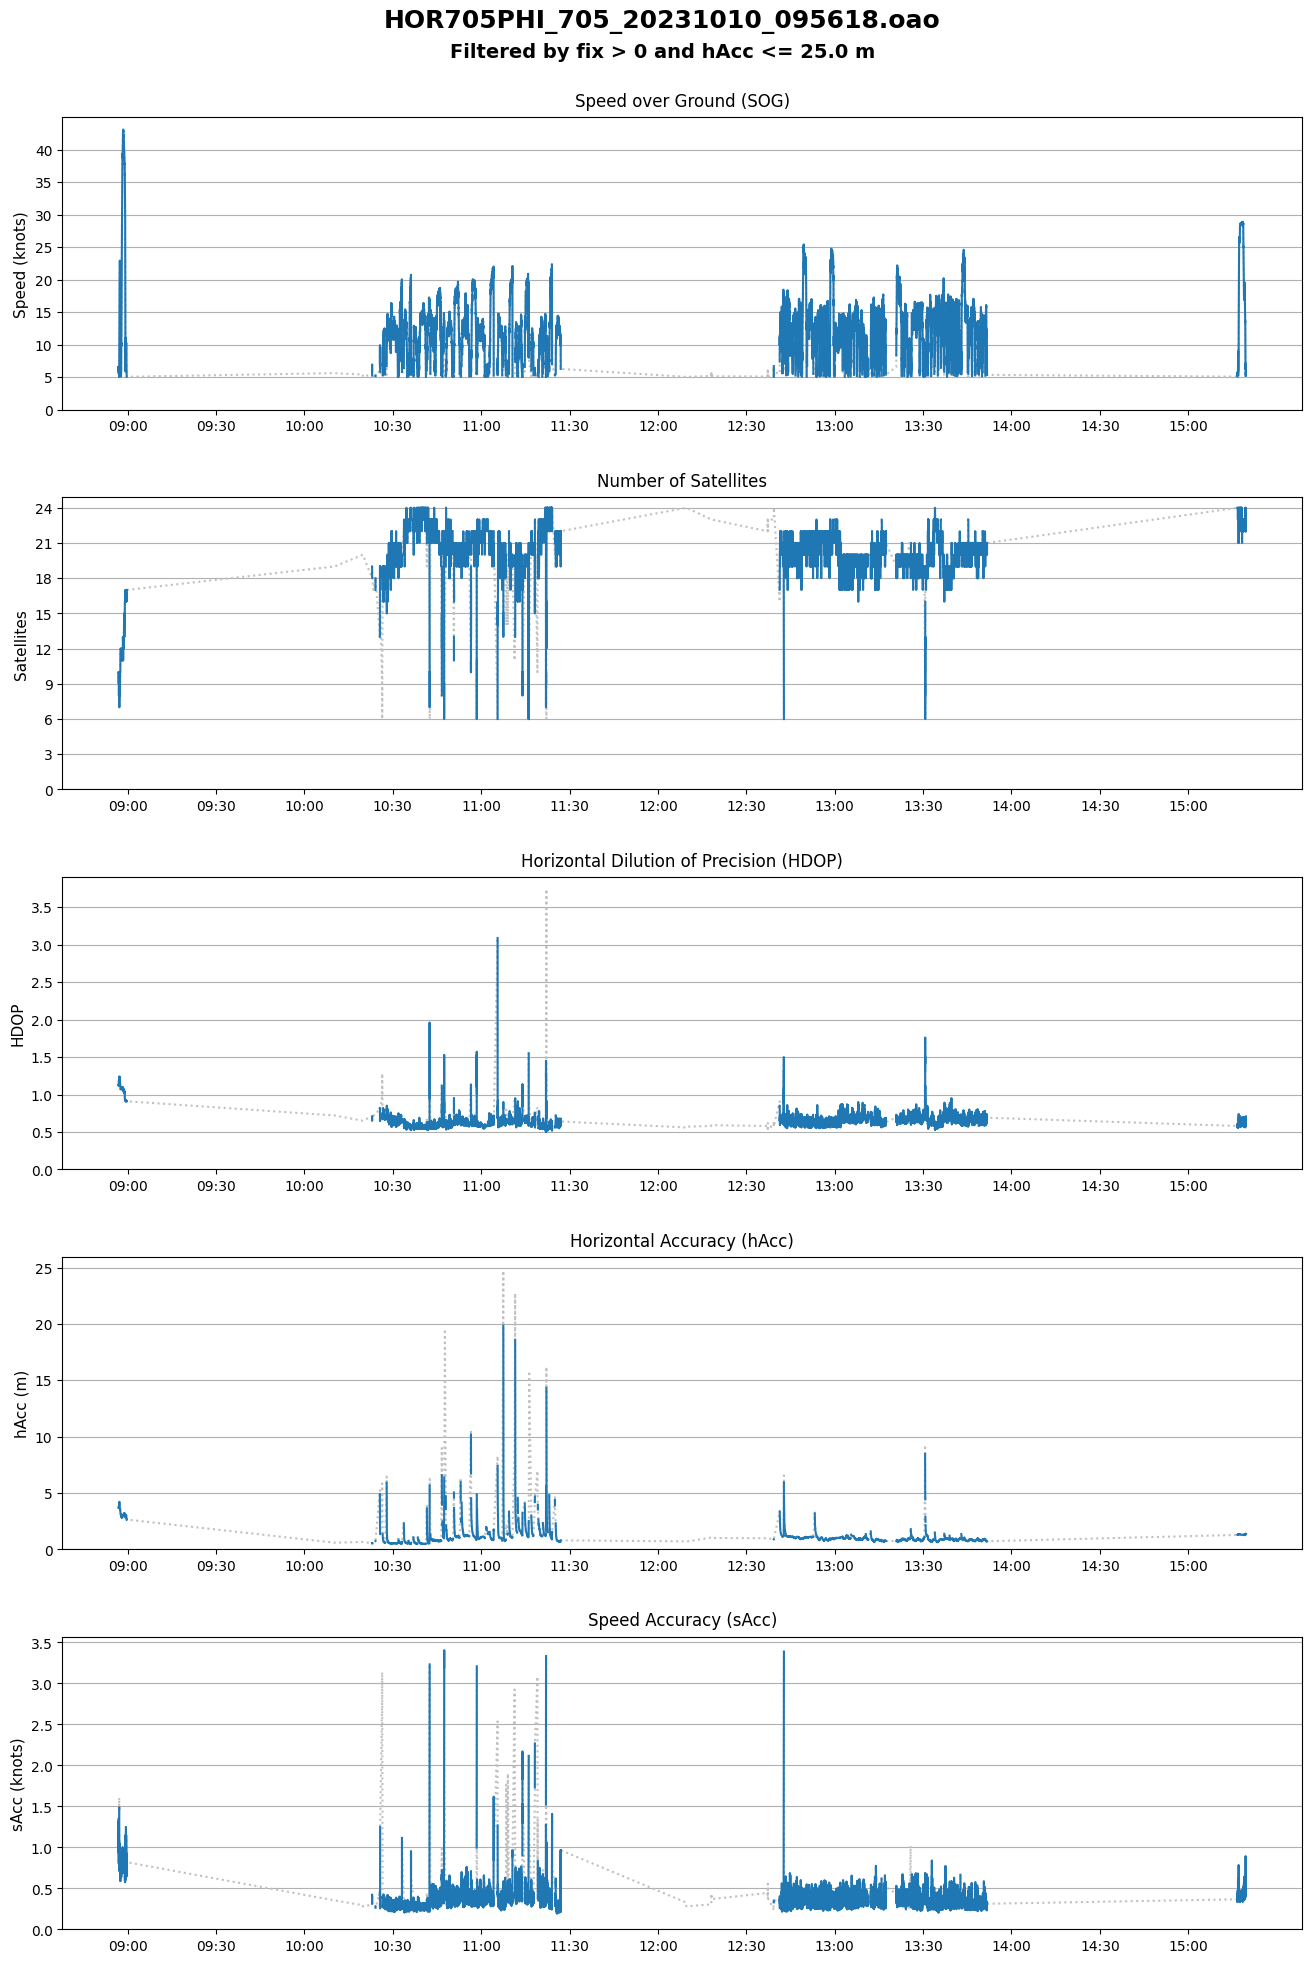 HOR705PHI_705_20231010_095618.oao
Filtered by fix > 0 and hAcc <= 25.0 m
Speed over Ground (SOG)
Speed (knots)
40
35
30
25
20
15
10
5
0
09:00 09:30 10:00 10:30 11:00 11:30 12:00 12:30 13:00 13:30 14:00 14:30 15:00
Number of Satellites
Satellites
24
21
18
15
12
9
6
3
0
09:00 09:30 10:00 10:30 11:00 11:30 12:00 12:30 13:00 13:30 14:00 14:30 15:00
Horizontal Dilution of Precision (HDOP)
HDOP
3.5
3.0
2.5
2.0
1.5
1.0
0.5
0.0
09:00 09:30 10:00 10:30 11:00 11:30 12:00 12:30 13:00 13:30 14:00 14:30 15:00
Horizontal Accuracy (hAcc)
hAcc (m)
25
20
15
10
5
0
09:00 09:30 10:00 10:30 11:00 11:30 12:00 12:30 13:00 13:30 14:00 14:30 15:00
Speed Accuracy (sAcc)
sAcc (knots)
3.5
3.0
2.5
2.0
1.5
1.0
0.5
0.0
09:00 09:30 10:00 10:30 11:00 11:30 12:00 12:30 13:00 13:30 14:00 14:30 15:00